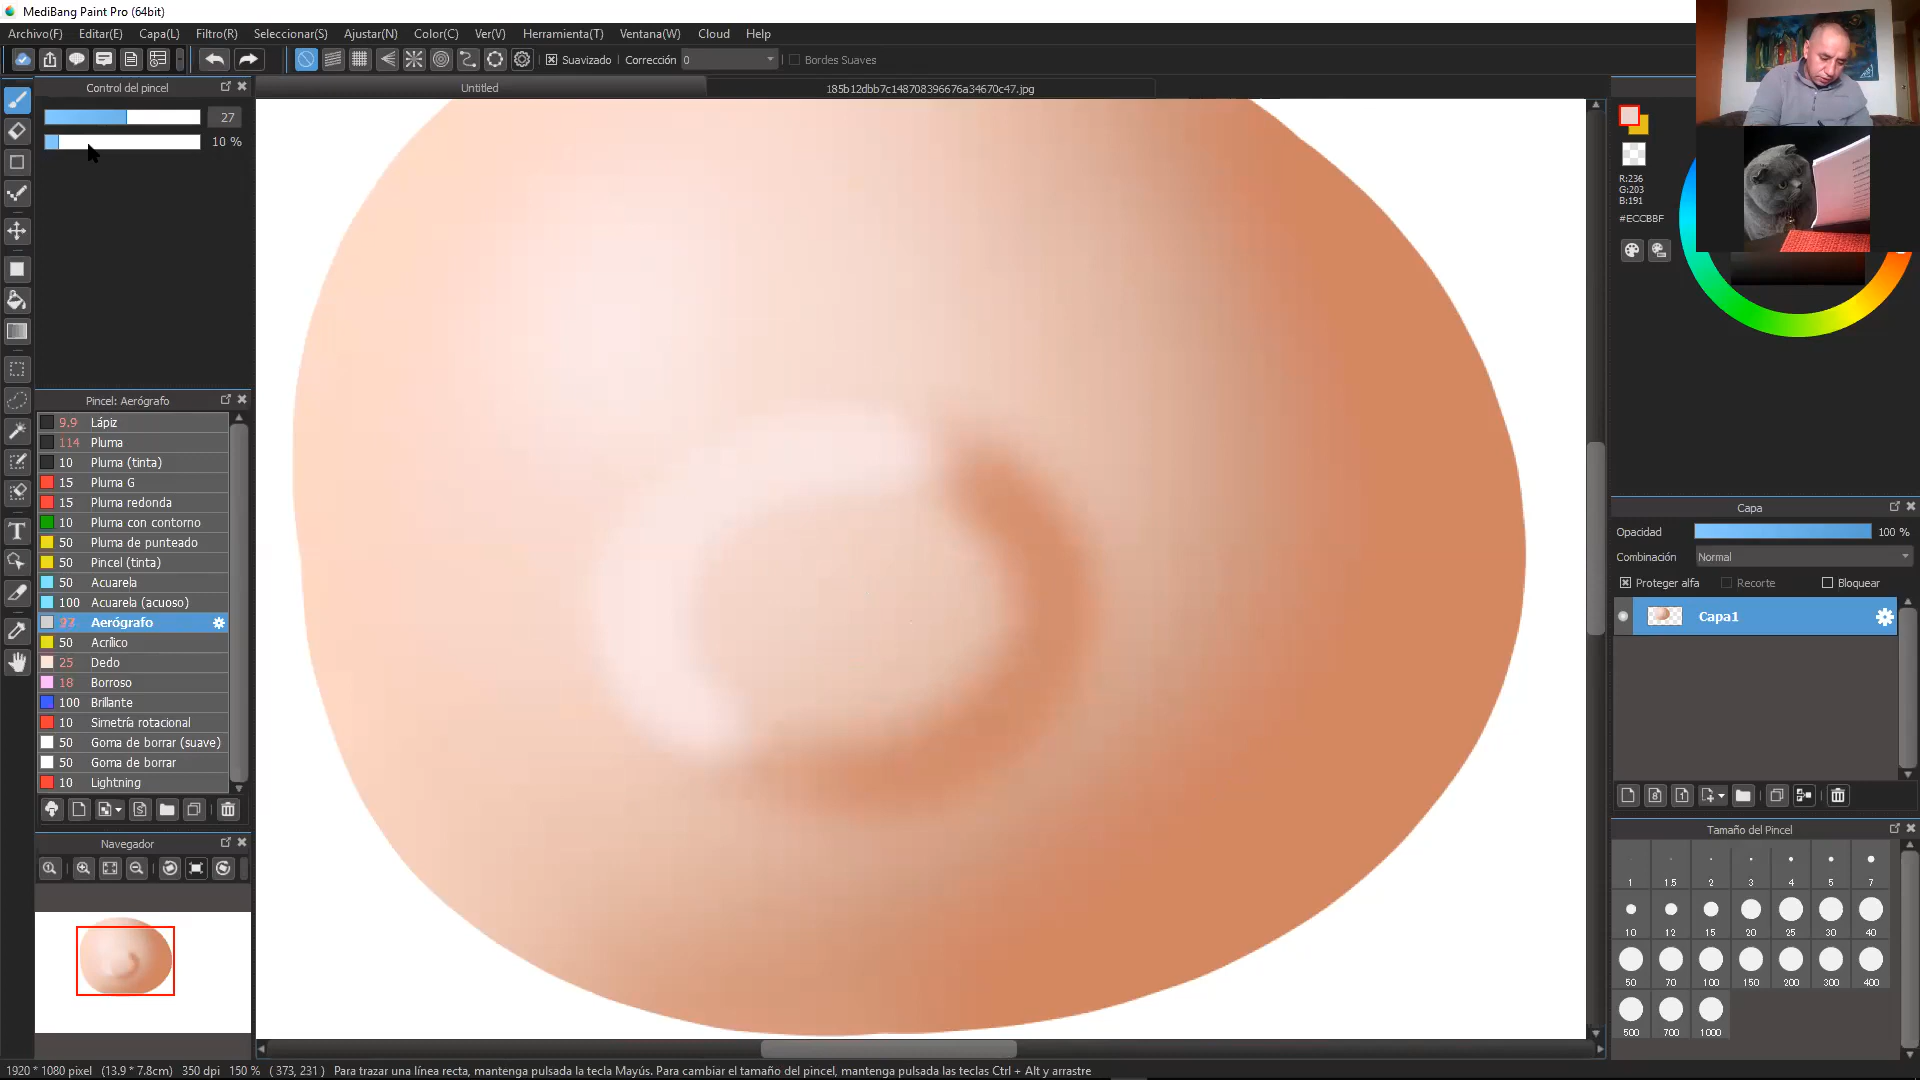 MediBang Paint Pro (64bit)
Archivo(F) Editar(E) Capa(L) Filtro(R) Seleccionar(S) Ajustar(N) Color(C) Ver(V) Herramienta(T) Ventana(W) Cloud Help
Suavizado Corrección 0 Bordes Suaves
Control del pincel
Untitled
185b12dbb7c148708396676a34670c47.jpg
27
10 %
R:236
G:203
B:191
#ECCBBF
Pincel: Aerógrafo
9.9 Lápiz
114 Pluma
10 Pluma (tinta)
15 Pluma G
15 Pluma redonda
10 Pluma con contorno
50 Pluma de punteado
50 Pincel (tinta)
50 Acuarela
100 Acuarela (acuoso)
Aerógrafo
50 Acrílico
25 Dedo
18 Borroso
100 Brillante
10 Simetría rotacional
50 Goma de borrar (suave)
50 Goma de borrar
10 Lightning
Navegador
Capa
Opacidad 100 %
Combinación Normal
Proteger alfa Recorte Bloquear
Capa1
Tamaño del Pincel
1 1.5 2 3 4 5 7
10 12 15 20 25 30 40
50 70 100 150 200 300 400
500 700 1000
1920 * 1080 pixel (13.9 * 7.8cm) 350 dpi 150 % ( 373, 231 ) Para trazar una línea recta, mantenga pulsada la tecla Mayús. Para cambiar el tamaño del pincel, mantenga pulsadas las teclas Ctrl + Alt y arrastre